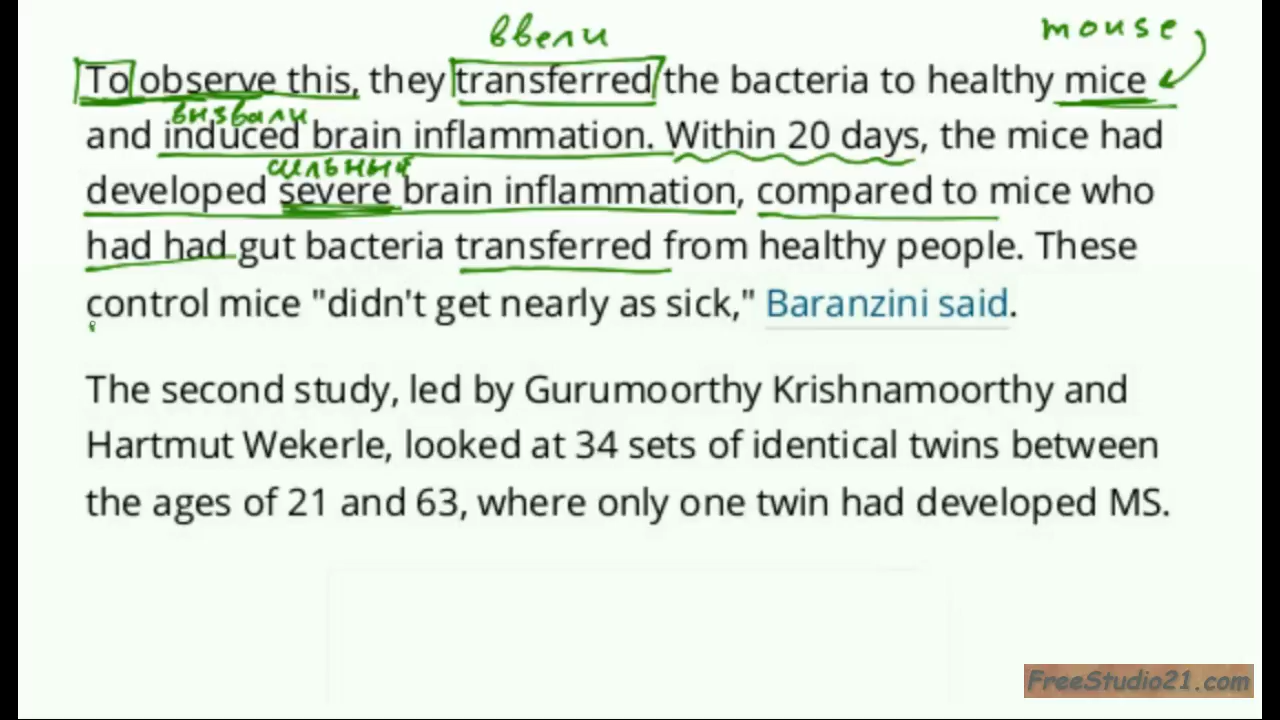 ввели
mouse
To observe this, they transferred the bacteria to healthy mice
визвали
and induced brain inflammation. Within 20 days, the mice had
сильный
developed severe brain inflammation, compared to mice who
had had gut bacteria transferred from healthy people. These
control mice "didn't get nearly as sick," Baranzini said.
The second study, led by Gurumoorthy Krishnamoorthy and
Hartmut Wekerle, looked at 34 sets of identical twins between
the ages of 21 and 63, where only one twin had developed MS.
FreeStudio21.com